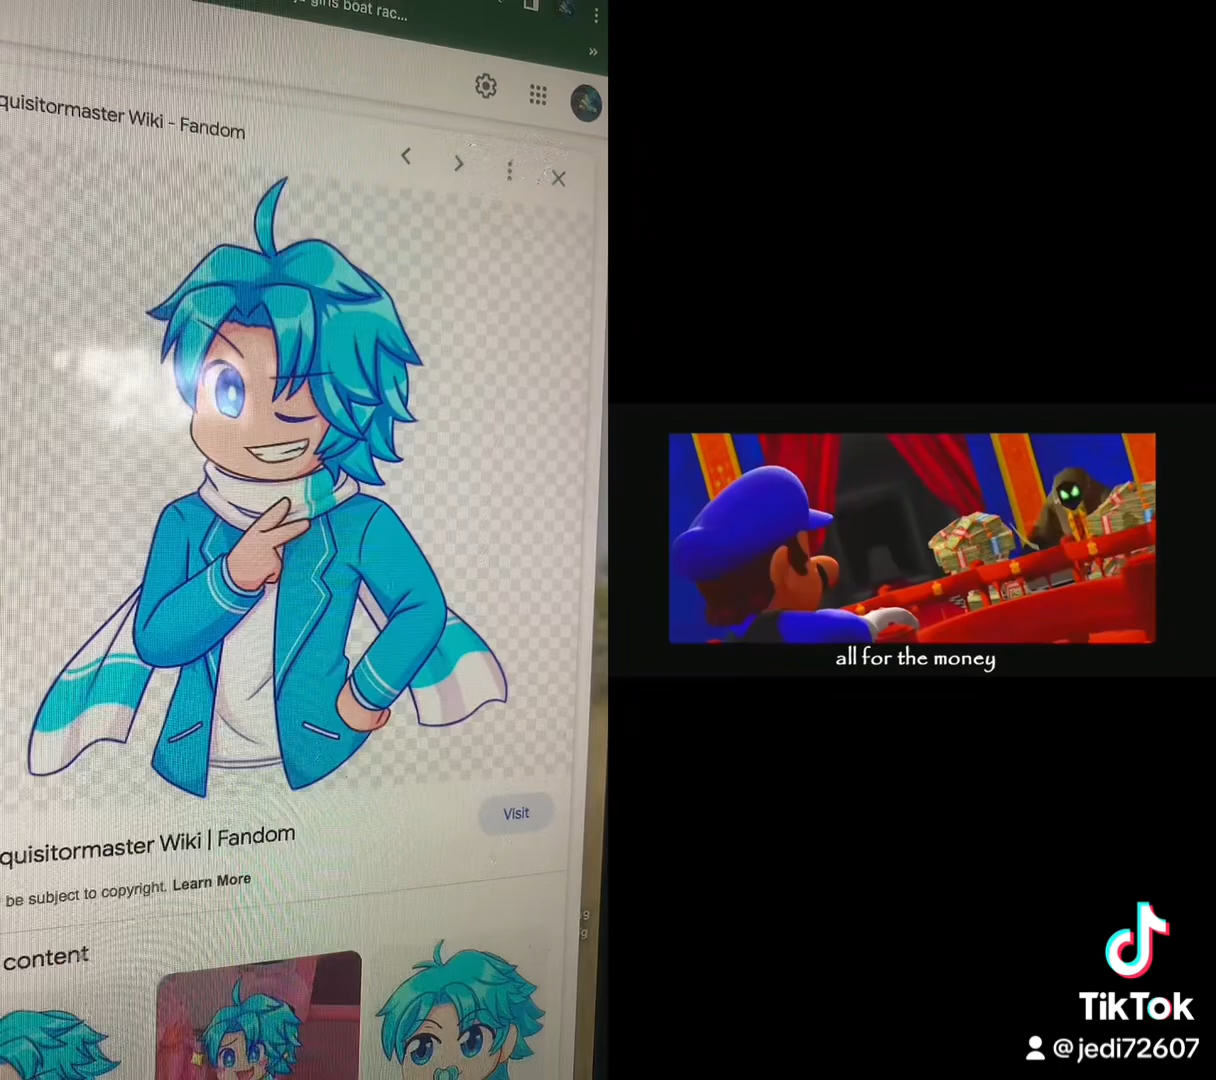 girls boat rac...
quisitormaster Wiki - Fandom
Visit
quisitormaster Wiki | Fandom
be subject to copyright. Learn More
content
all for the money
TikTok
@jedi72607